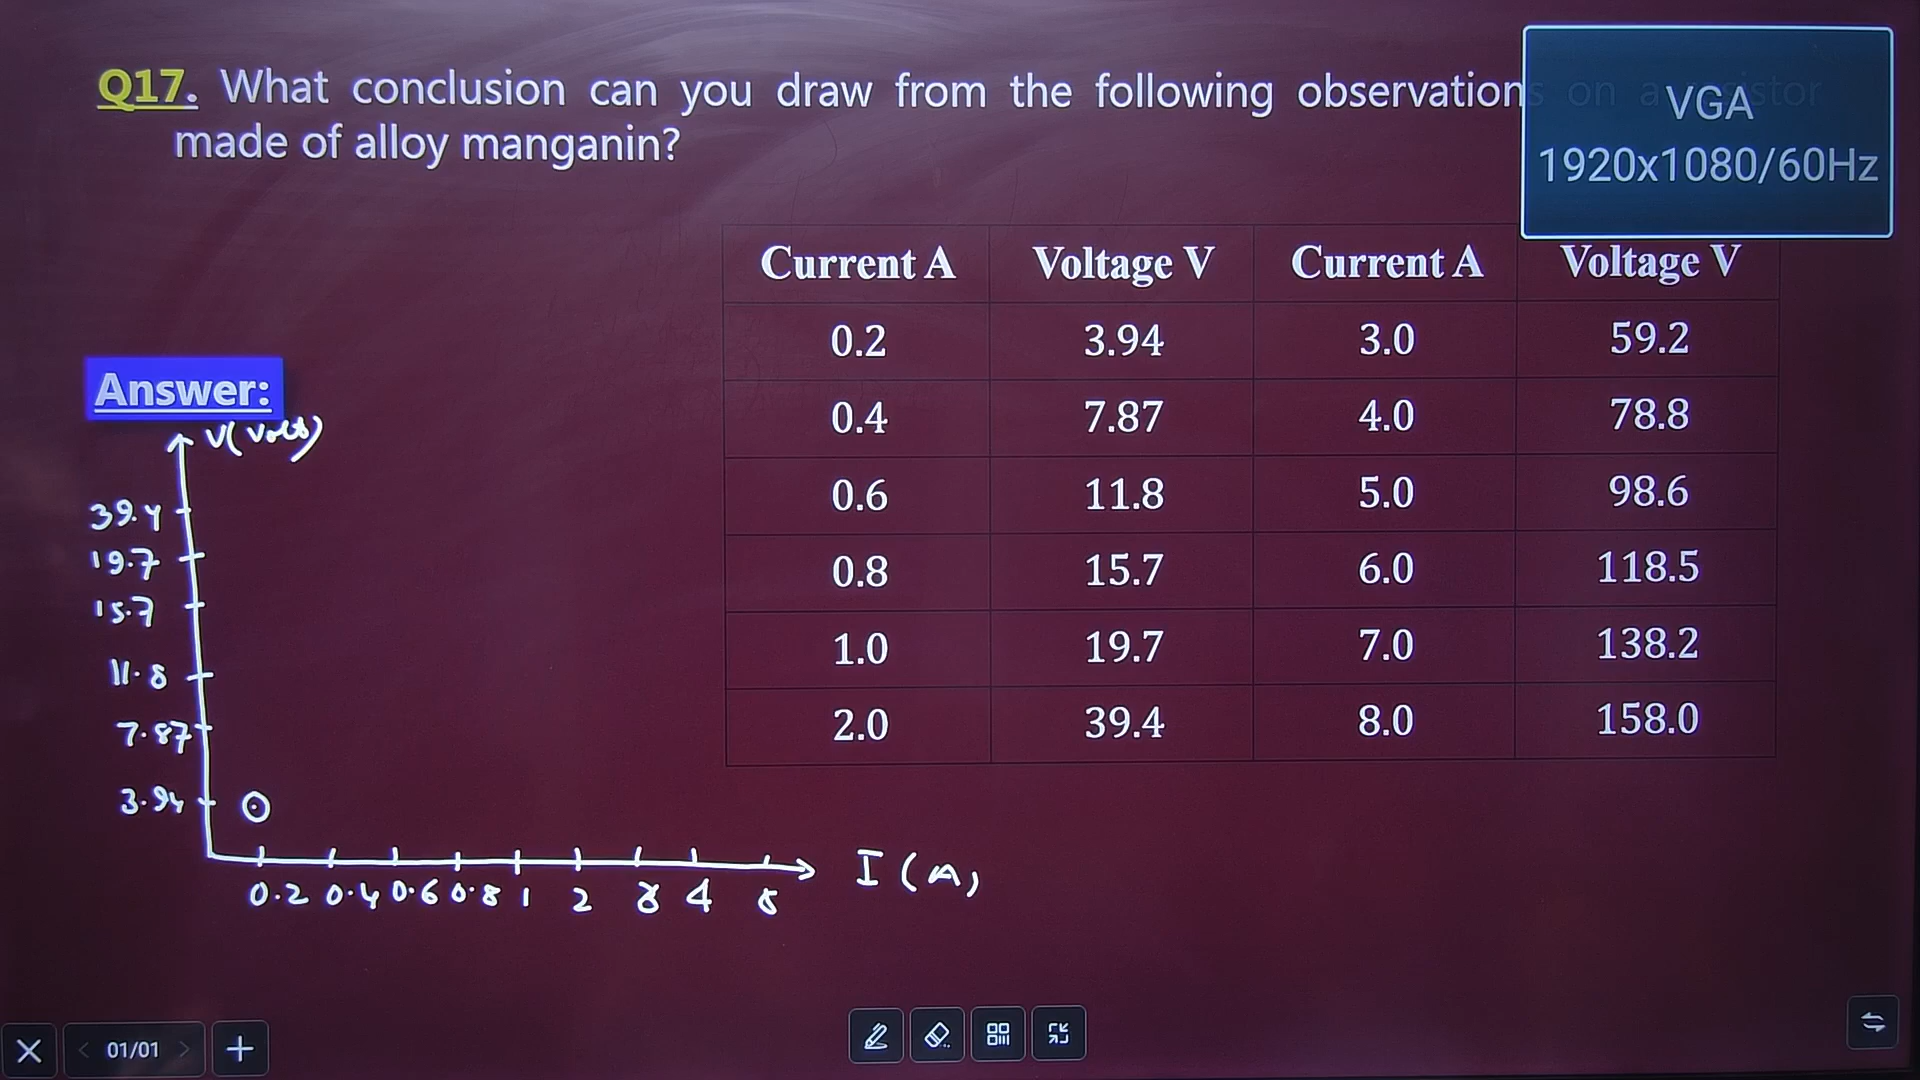 Q17. What conclusion can you draw from the following observations on a resistor
made of alloy manganin?
VGA
1920x1080/60Hz
Current A Voltage V Current A Voltage V
0.2 3.94 3.0 59.2
0.4 7.87 4.0 78.8
0.6 11.8 5.0 98.6
0.8 15.7 6.0 118.5
1.0 19.7 7.0 138.2
2.0 39.4 8.0 158.0
Answer:
V(volts)
39.4
19.7
15.7
11.8
7.87
3.94
0.2 0.4 0.6 0.8 1 2 3 4 I (A)
01/01